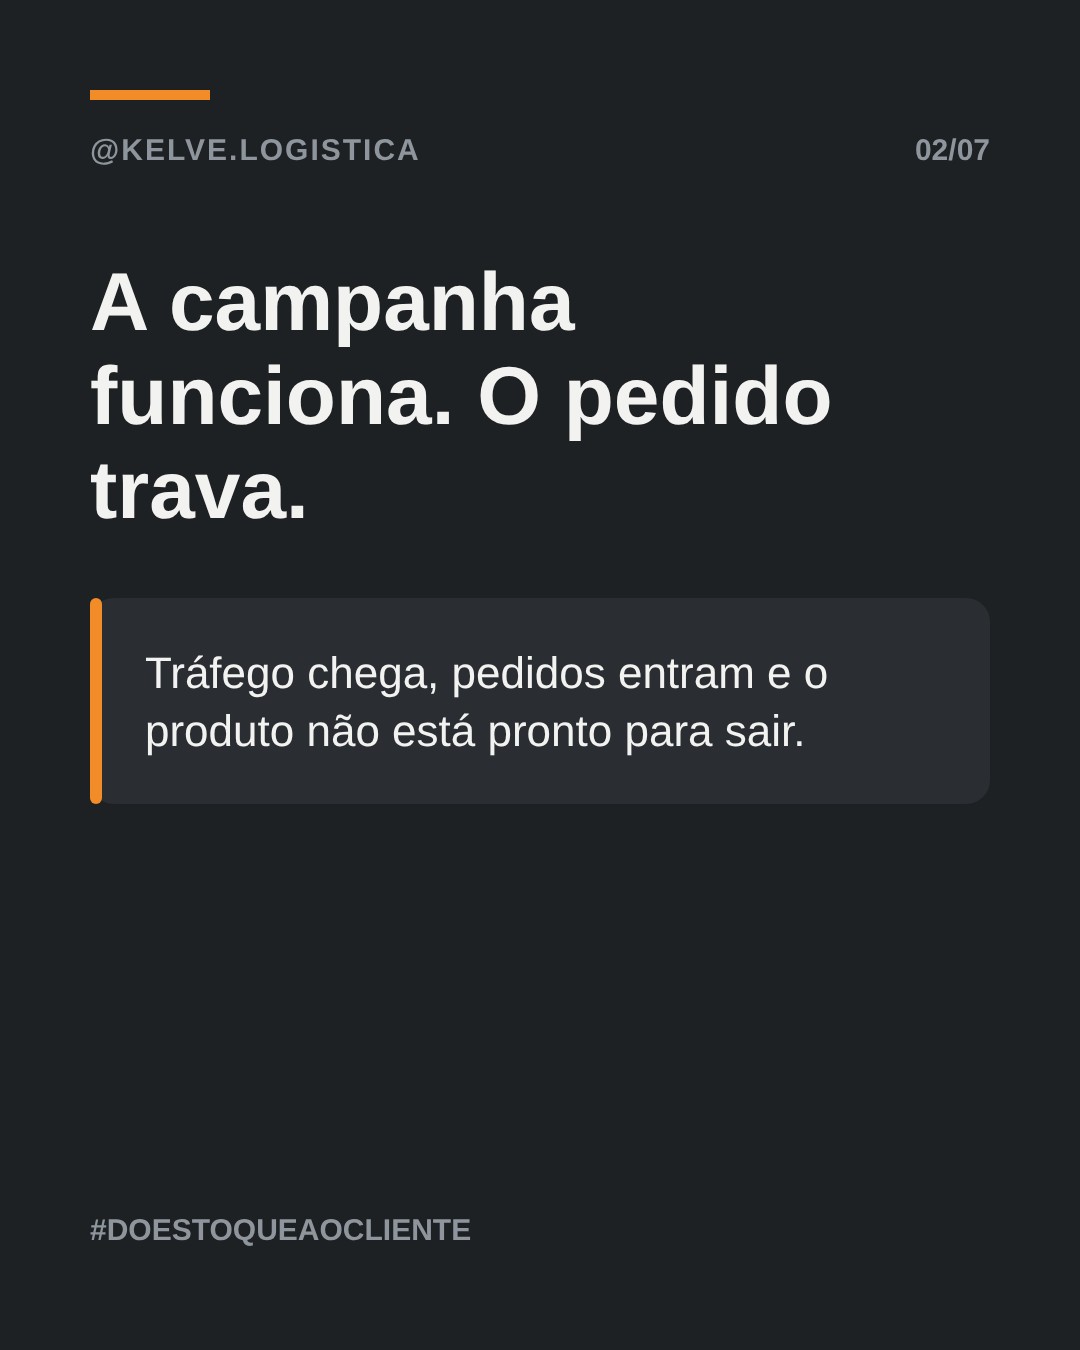 @KELVE.LOGISTICA
02/07
A campanha
funciona. O pedido
trava.
Tráfego chega, pedidos entram e o
produto não está pronto para sair.
#DOESTOQUEAOCLIENTE